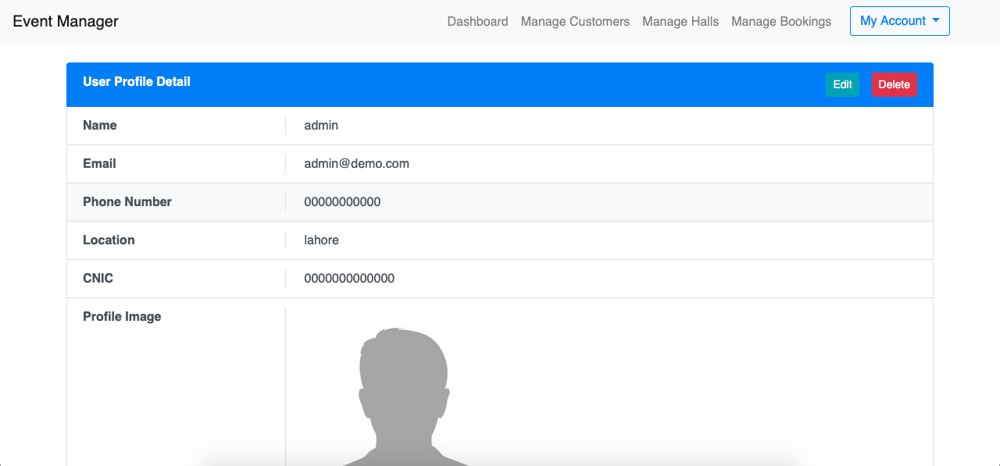 Event Manager Dashboard Manage Customers Manage Halls Manage Bookings My Account
User Profile Detail Edit Delete
Name admin
Email admin@demo.com
Phone Number 00000000000
Location lahore
CNIC 0000000000000
Profile Image